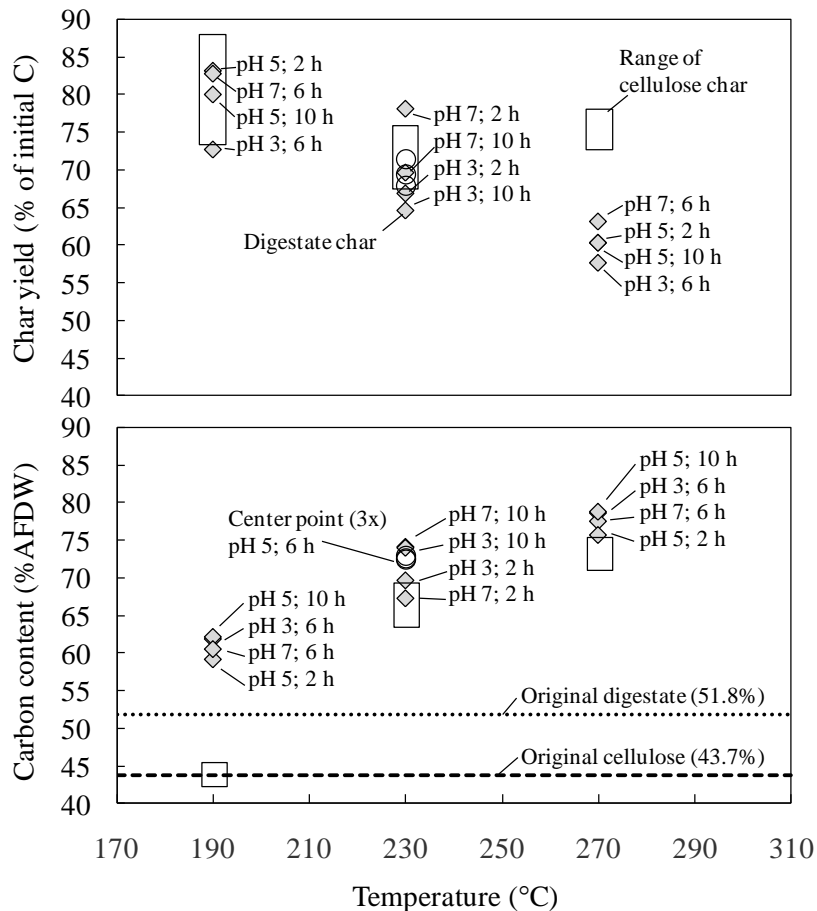 90
85
80
75
70
65
60
55
50
45
40
Char yield (% of initial C)
pH 5; 2 h
pH 7; 6 h
pH 5; 10 h
pH 3; 6 h
pH 7; 2 h
pH 7; 10 h
pH 3; 2 h
pH 3; 10 h
Digestate char
Range of
cellulose char
pH 7; 6 h
pH 5; 2 h
pH 5; 10 h
pH 3; 6 h
90
85
80
75
70
65
60
55
50
45
40
Carbon content (%AFDW)
pH 5; 10 h
pH 3; 6 h
pH 7; 6 h
pH 5; 2 h
Center point (3x)
pH 5; 6 h
pH 7; 10 h
pH 3; 10 h
pH 3; 2 h
pH 7; 2 h
pH 5; 10 h
pH 3; 6 h
pH 7; 6 h
pH 5; 2 h
Original digestate (51.8%)
Original cellulose (43.7%)
170 190 210 230 250 270 290 310
Temperature (°C)